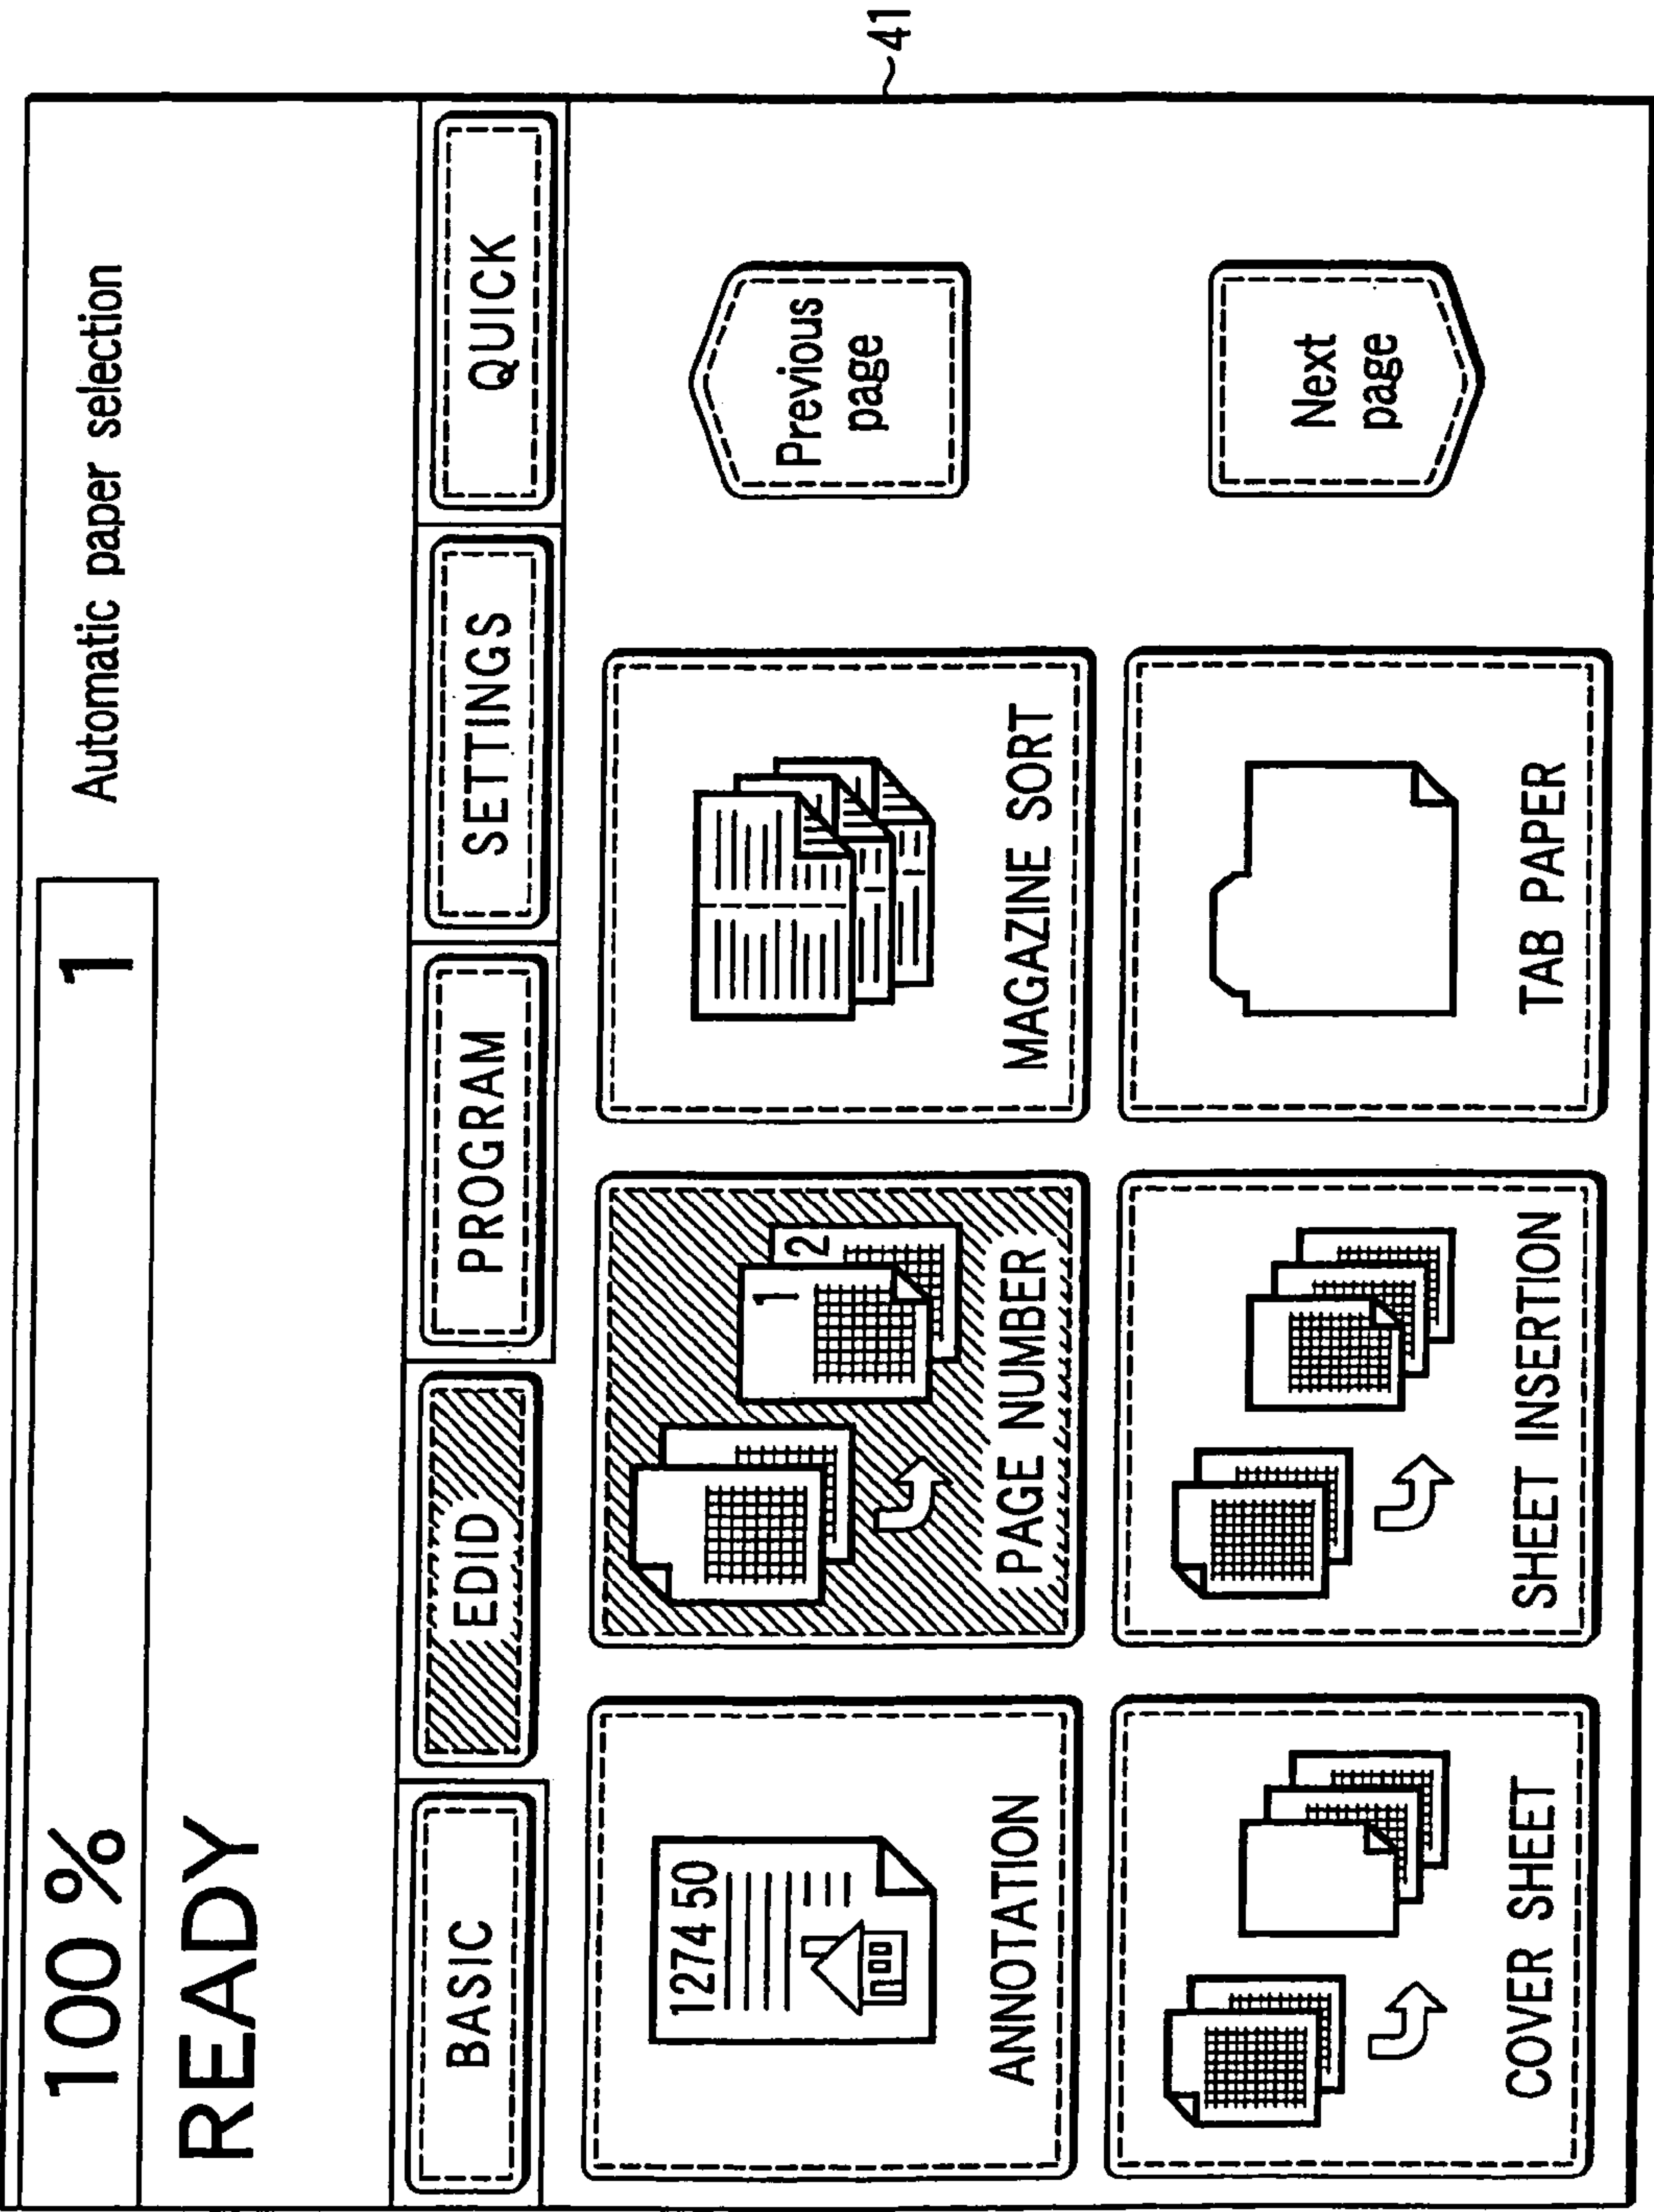 100 % 1 Automatic paper selection
READY
BASIC EDID PROGRAM SETTINGS QUICK
1274 50
ANNOTATION
1 2
PAGE NUMBER
MAGAZINE SORT
Previous
page
COVER SHEET
SHEET INSERTION
TAB PAPER
Next
page
41